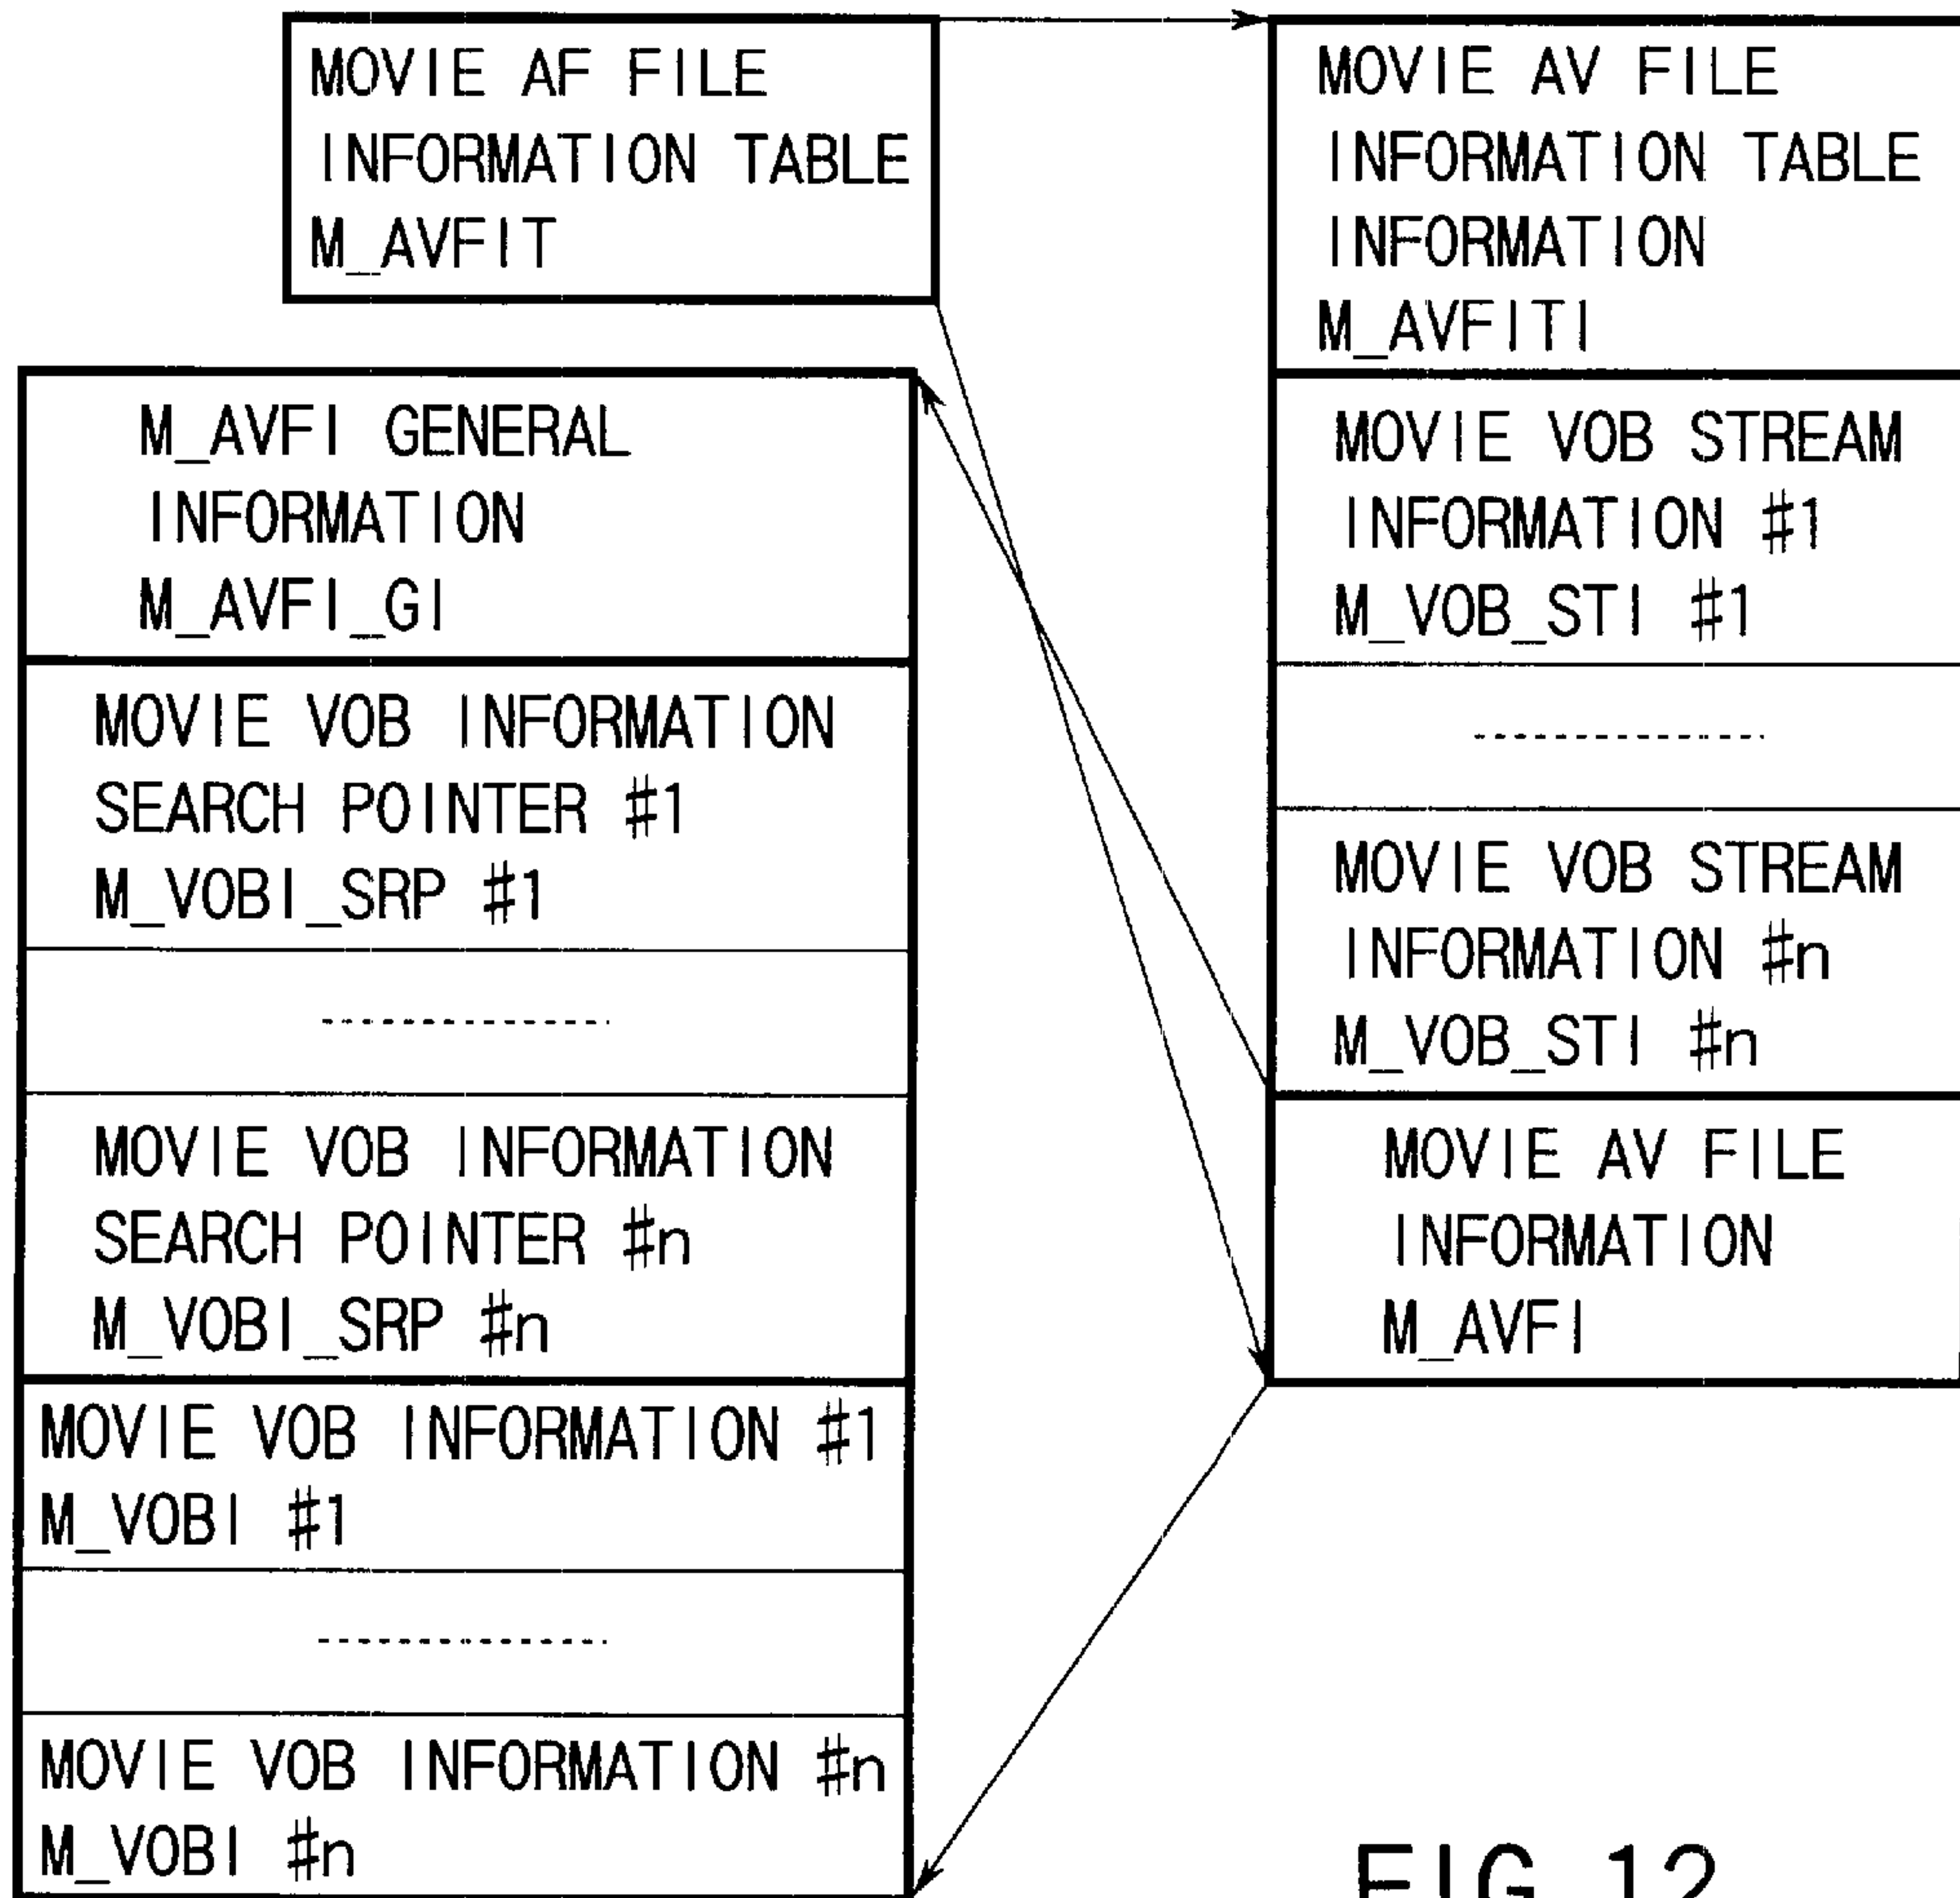 MOVIE AF FILE
INFORMATION TABLE
M_AVFIT
MOVIE AV FILE
INFORMATION TABLE
INFORMATION
M_AVFITI
MOVIE VOB STREAM
INFORMATION #1
M_VOB_STI #1
MOVIE VOB STREAM
INFORMATION #n
M_VOB_STI #n
MOVIE AV FILE
INFORMATION
M_AVFI
M_AVFI GENERAL
INFORMATION
M_AVFI_GI
MOVIE VOB INFORMATION
SEARCH POINTER #1
M_VOBI_SRP #1
MOVIE VOB INFORMATION
SEARCH POINTER #n
M_VOBI_SRP #n
MOVIE VOB INFORMATION #1
M_VOBI #1
MOVIE VOB INFORMATION #n
M_VOBI #n
FIG. 12